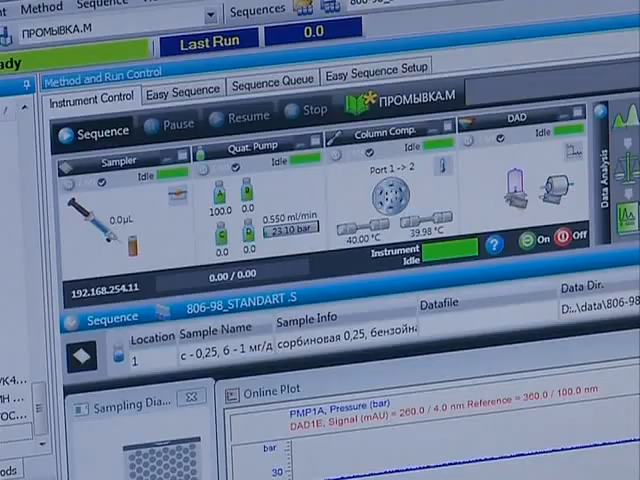 Method
Sequence
Sequences
ПРОМЫВКА.M
Last Run
0.0
Method and Run Control
Instrument Control
Easy Sequence
Sequence Queue
Easy Sequence Setup
Sequence
Pause
Resume
Stop
ПРОМЫВКА.M
Sampler
Quat. Pump
Column Comp.
DAD
Idle
Idle
Idle
Idle
Port 1 -> 2
A
B
0.0µL
100.0
0.0
0.550 ml/min
23.10 bar
C
D
0.0
0.0
40.00 °C
39.98 °C
Data Analysis
Instrument
Idle
On
Off
192.168.254.11
0.00 / 0.00
Sequence
806-98_STANDART .S
Location
Sample Name
Sample Info
Datafile
Data Dir.
1
с - 0,25, б - 1 мг/д
сорбиновая 0,25, бензойн
D:..\data\806-98
Sampling Dia...
Online Plot
PMP1A, Pressure (bar)
DAD1E, Signal (mAU) = 260.0 / 4.0 nm Reference = 360.0 / 100.0 nm
bar
30